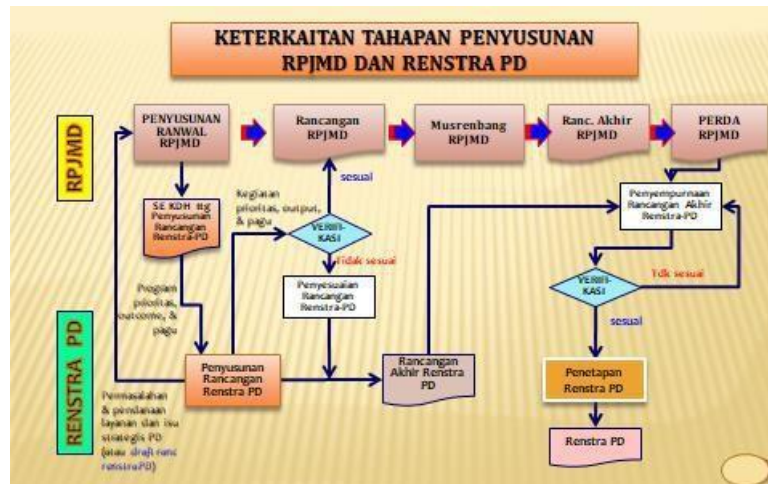 KETERKAITAN TAHAPAN PENYUSUNAN
RPJMD DAN RENSTRA PD
RPJMD
PENYUSUNAN
RANWAL
RPJMD
Rancangan
RPJMD
Musrenbang
RPJMD
Ranc. Akhir
RPJMD
PERDA
RPJMD
SE KDH ttg
Penyusunan
Rancangan
Renstra-PD
Kegiatan
prioritas, output,
& pagu
sesuai
VERIFI-
KASI
Tidak sesuai
Penyesuaian
Rancangan
Renstra-PD
Penyempurnaan
Rancangan Akhir
Renstra-PD
VERIFI-
KASI
Tdk sesuai
sesuai
Program
prioritas,
outcome, &
pagu
RENSTRA PD
Penyusunan
Rancangan
Renstra PD
Rancangan
Akhir Renstra
PD
Penetapan
Renstra PD
Renstra PD
Permasalahan
& pendanaan
layanan dan isu
strategis PD
(atau draft ranc
renstra PD)